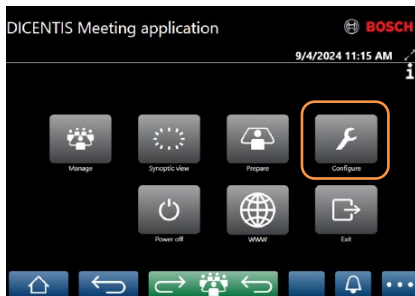 DICENTIS Meeting application
BOSCH
9/4/2024 11:15 AM
i
Manage
Synoptic view
Prepare
Configure
Power off
WWW
Exit